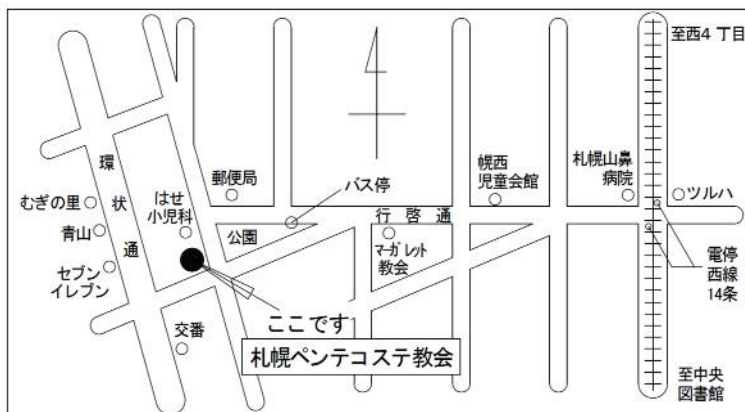 至西4丁目
環状通
郵便局
バス停
幌西
児童会館
札幌山鼻
病院
ツルハ
むぎの里
青山
セブン
イレブン
はせ
小児科
公園
行啓通
マーガレット
教会
電停
西線
14条
交番
ここです
札幌ペンテコステ教会
至中央
図書館